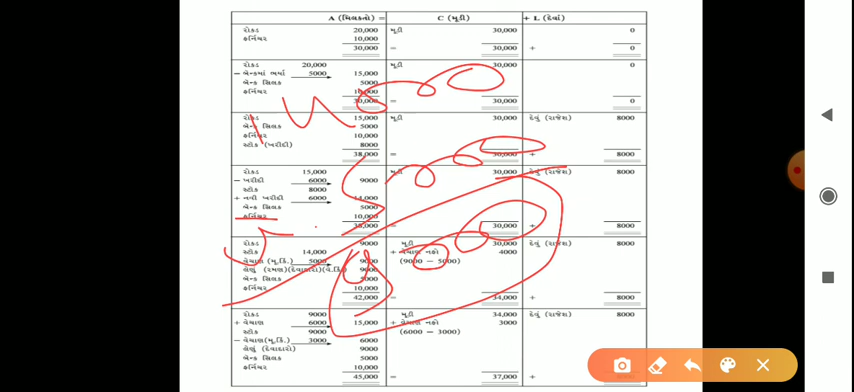 A (મિલકતો) = C (મૂડી) + L (દેવાં)
રોકડ 20,000 મૂડી 30,000 0
ફર્નિચર 10,000
30,000 = 30,000 + 0
રોકડ 20,000 મૂડી 30,000 0
− બેન્કમાં ભર્યા 5000 15,000
બેન્ક સિલક 5000
ફર્નિચર 10,000
30,000 = 30,000 0
રોકડ 15,000 મૂડી 30,000 દેવું (રાજેશ) 8000
બેન્ક સિલક 5000
ફર્નિચર 10,000
સ્ટોક (ખરીદી) 8000
38,000 = 30,000 + 8000
રોકડ 15,000 મૂડી 30,000 દેવું (રાજેશ) 8000
− ખરીદી 6000 9000
સ્ટોક 8000
+ નવી ખરીદી 6000 14,000
બેન્ક સિલક 5000
ફર્નિચર 10,000
38,000 = 30,000 + 8000
રોકડ 9000 મૂડી 30,000 દેવું (રાજેશ) 8000
સ્ટોક 14,000 + વેચાણ નફો 4000
− વેચાણ (મૂ.કિં.) 5000 9000 (9000 − 5000)
લેણું (રમણ) (દેવાદારો) (વે.કિં.) 9000
બેન્ક સિલક 5000
ફર્નિચર 10,000
42,000 = 34,000 + 8000
રોકડ 9000 મૂડી 34,000 દેવું (રાજેશ) 8000
+ વેચાણ 6000 15,000 + વેચાણ નફો 3000
સ્ટોક 9000 (6000 − 3000)
− વેચાણ (મૂ.કિં.) 3000 6000
લેણું (દેવાદારો) 9000
બેન્ક સિલક 5000
ફર્નિચર 10,000
45,000 = 37,000 +